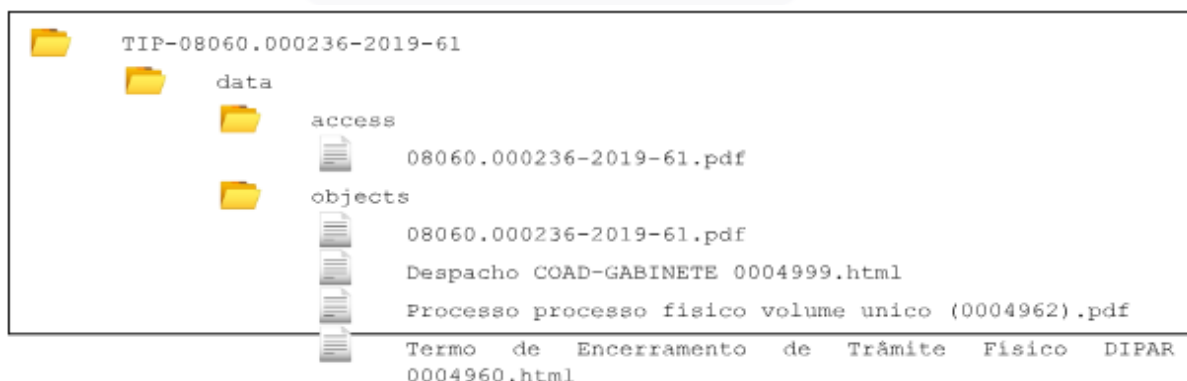 TIP-08060.000236-2019-61
data
access
08060.000236-2019-61.pdf
objects
08060.000236-2019-61.pdf
Despacho COAD-GABINETE 0004999.html
Processo processo fisico volume unico (0004962).pdf
Termo de Encerramento de Trâmite Fisico DIPAR
0004960.html